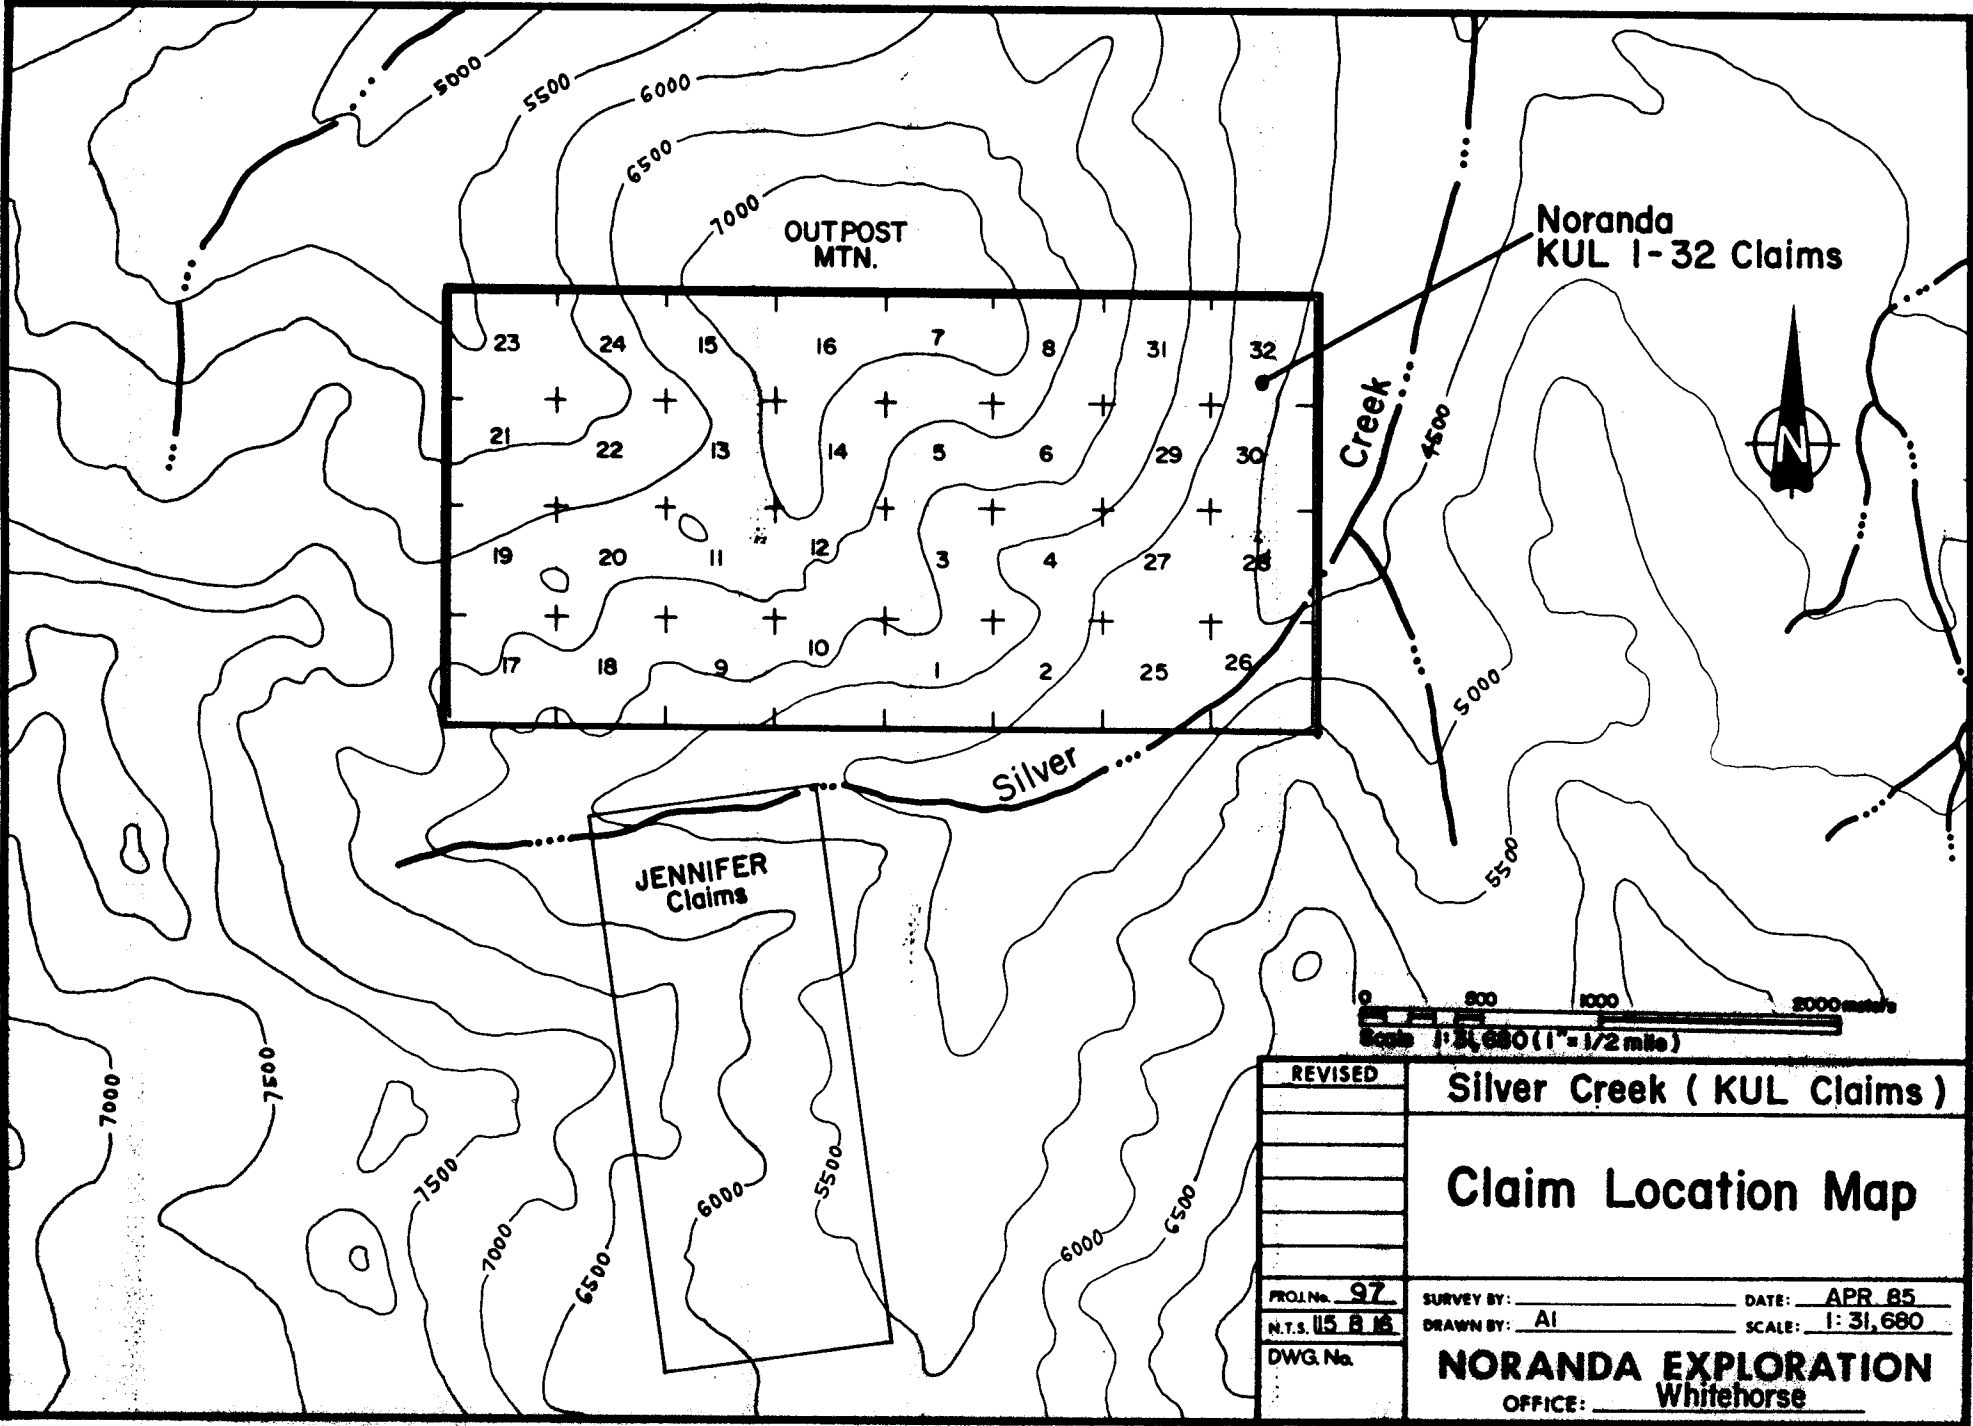 5000
5500
6000
6500
7000
OUTPOST
MTN.
Noranda
KUL 1-32 Claims
23 24 15 16 7 8 31 32
21 22 13 14 5 6 29 30
19 20 11 12 3 4 27 28
17 18 9 10 1 2 25 26
Creek
4500
N
5000
Silver
JENNIFER
Claims
5500
7000
7500
7500
7000
6500
6000
5500
6000
6500
0 500 1000 2000 meters
Scale 1:31,680 (1"=1/2 mile)
REVISED
Silver Creek ( KUL Claims )
Claim Location Map
PROJ. No. 97
N.T.S. 115 B 16
DWG. No.
SURVEY BY:
DATE: APR. 85
DRAWN BY: AI
SCALE: 1:31,680
NORANDA EXPLORATION
OFFICE: Whitehorse